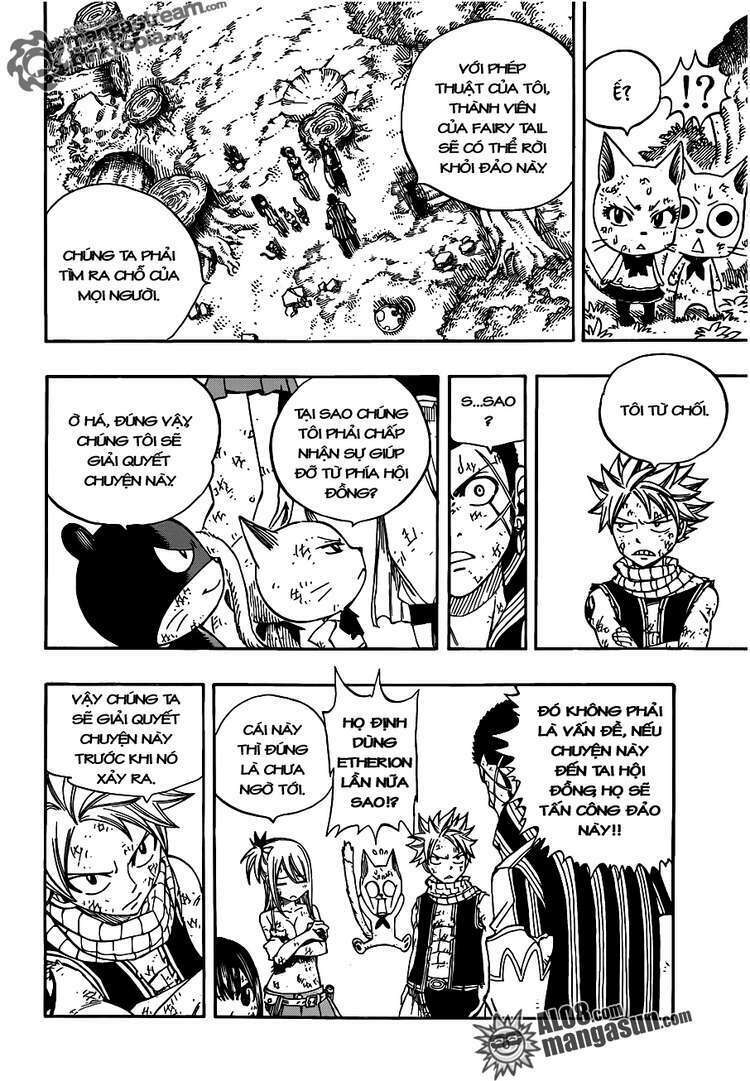 mangastream.com
Ế?
!?
VỚI PHÉP
THUẬT CỦA TÔI,
THÀNH VIÊN
CỦA FAIRY TAIL
SẼ CÓ THỂ RỜI
KHỎI ĐẢO NÀY.
CHÚNG TA PHẢI
TÌM RA CHỖ CỦA
MỌI NGƯỜI.
TÔI TỪ CHỐI.
S...SAO
?
TẠI SAO CHÚNG
TÔI PHẢI CHẤP
NHẬN SỰ GIÚP
ĐỠ TỪ PHÍA HỘI
ĐỒNG?
Ờ HÁ, ĐÚNG VẬY.
CHÚNG TÔI SẼ
GIẢI QUYẾT
CHUYỆN NÀY.
ĐÓ KHÔNG PHẢI
LÀ VẤN ĐỀ, NẾU
CHUYỆN NÀY
ĐẾN TAI HỘI
ĐỒNG, HỌ SẼ
TẤN CÔNG ĐẢO
NÀY!!
HỌ ĐỊNH
DÙNG
ETHERION
LẦN NỮA
SAO!?
CÁI NÀY
THÌ ĐÚNG
LÀ CHƯA
NGỜ TỚI.
VẬY CHÚNG TA
SẼ GIẢI QUYẾT
CHUYỆN NÀY
TRƯỚC KHI NÓ
XẢY RA.
ALO8.com
mangasun.com